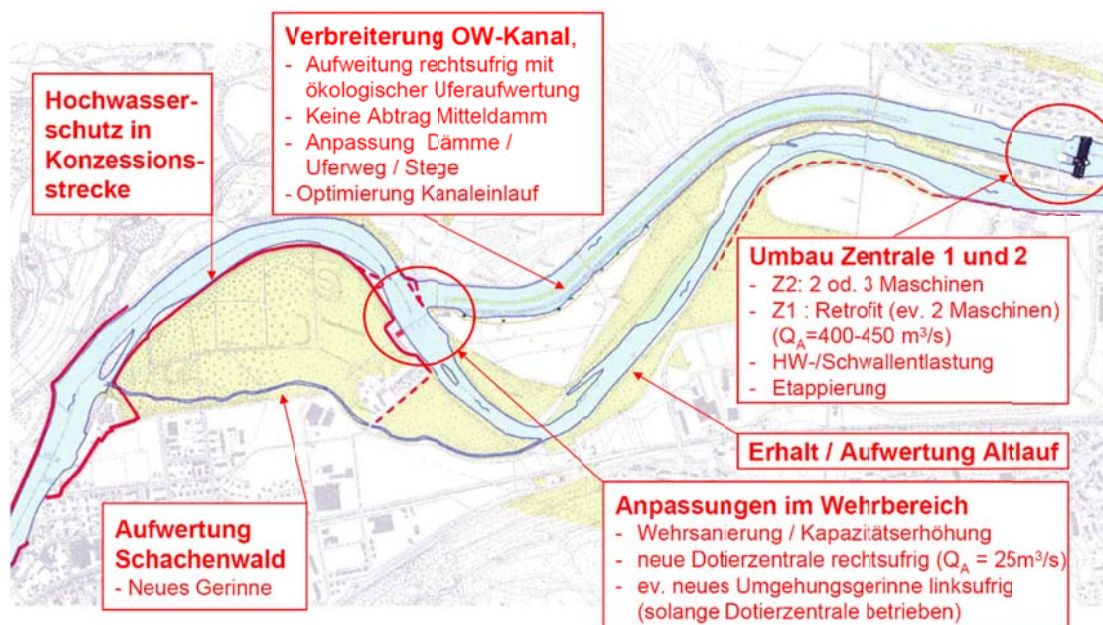 Verbreiterung OW-Kanal,
- Aufweitung rechtsufrig mit
ökologischer Uferaufwertung
- Keine Abtrag Mitteldamm
- Anpassung Dämme /
Uferweg / Stege
- Optimierung Kanaleinlauf
Hochwasser-
schutz in
Konzessions-
strecke
Umbau Zentrale 1 und 2
- Z2: 2 od. 3 Maschinen
- Z1 : Retrofit (ev. 2 Maschinen)
(QA=400-450 m³/s)
- HW-/Schwallentlastung
- Etappierung
Erhalt / Aufwertung Altlauf
Aufwertung
Schachenwald
- Neues Gerinne
Anpassungen im Wehrbereich
- Wehrsanierung / Kapazitätserhöhung
- neue Dotierzentrale rechtsufrig (QA = 25m³/s)
- ev. neues Umgehungsgerinne linksufrig
(solange Dotierzentrale betrieben)